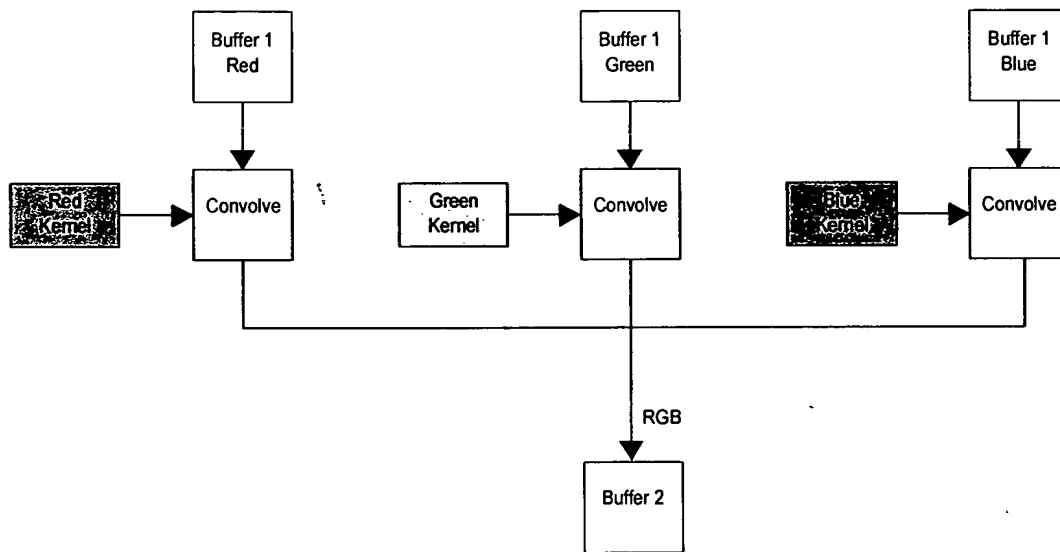 Buffer 1
Red
Buffer 1
Green
Buffer 1
Blue
Red
Kernel
Convolve
Green
Kernel
Convolve
Blue
Kernel
Convolve
RGB
Buffer 2